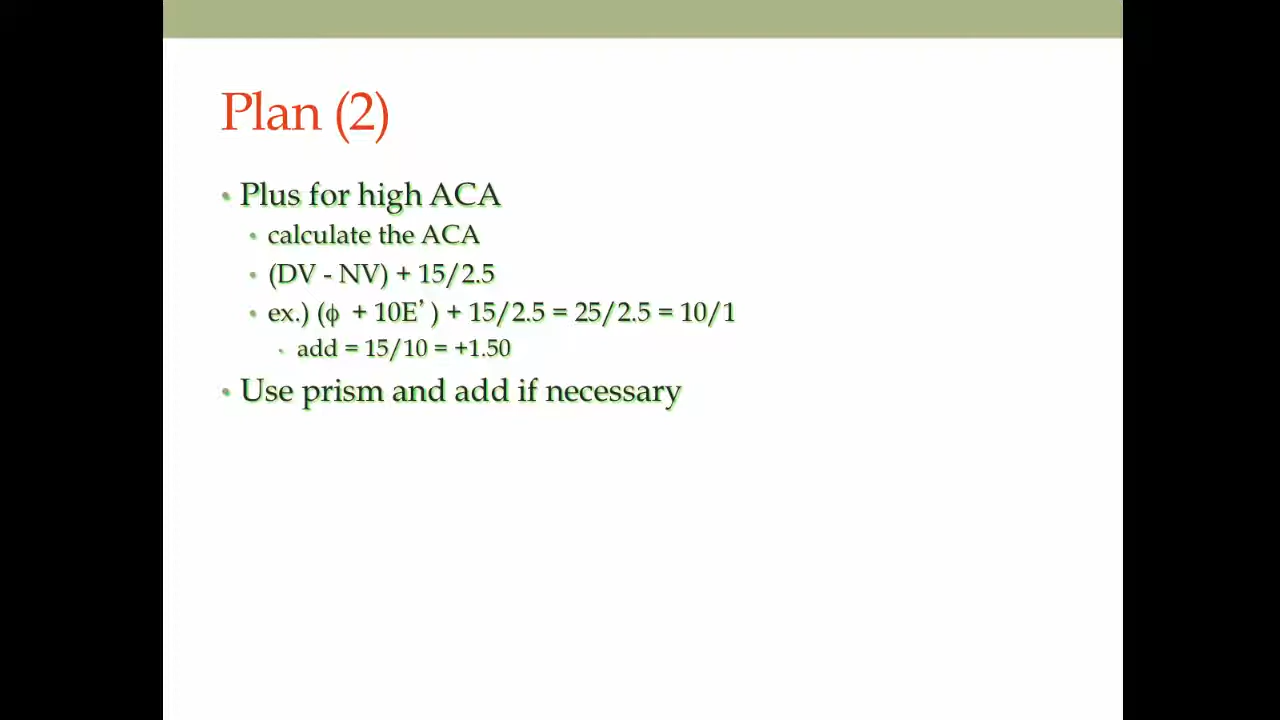 Plan (2)
• Plus for high ACA
• calculate the ACA
• (DV - NV) + 15/2.5
• ex.) (ϕ + 10E’ ) + 15/2.5 = 25/2.5 = 10/1
• add = 15/10 = +1.50
• Use prism and add if necessary